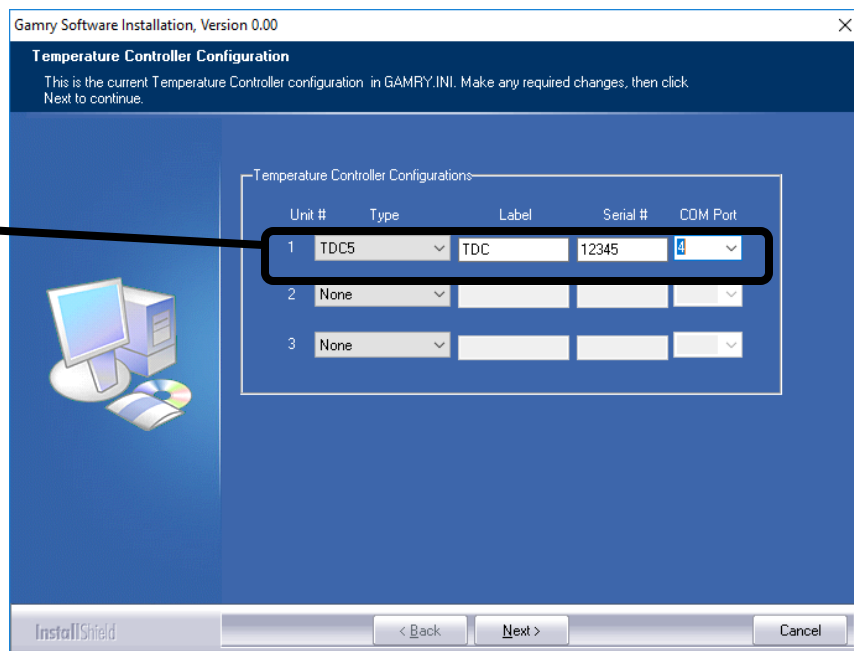 Gamry Software Installation, Version 0.00
Temperature Controller Configuration
This is the current Temperature Controller configuration in GAMRY.INI. Make any required changes, then click
Next to continue.
Temperature Controller Configurations
Unit # Type Label Serial # COM Port
1 TDC5 TDC 12345 4
2 None
3 None
InstallShield
< Back Next > Cancel